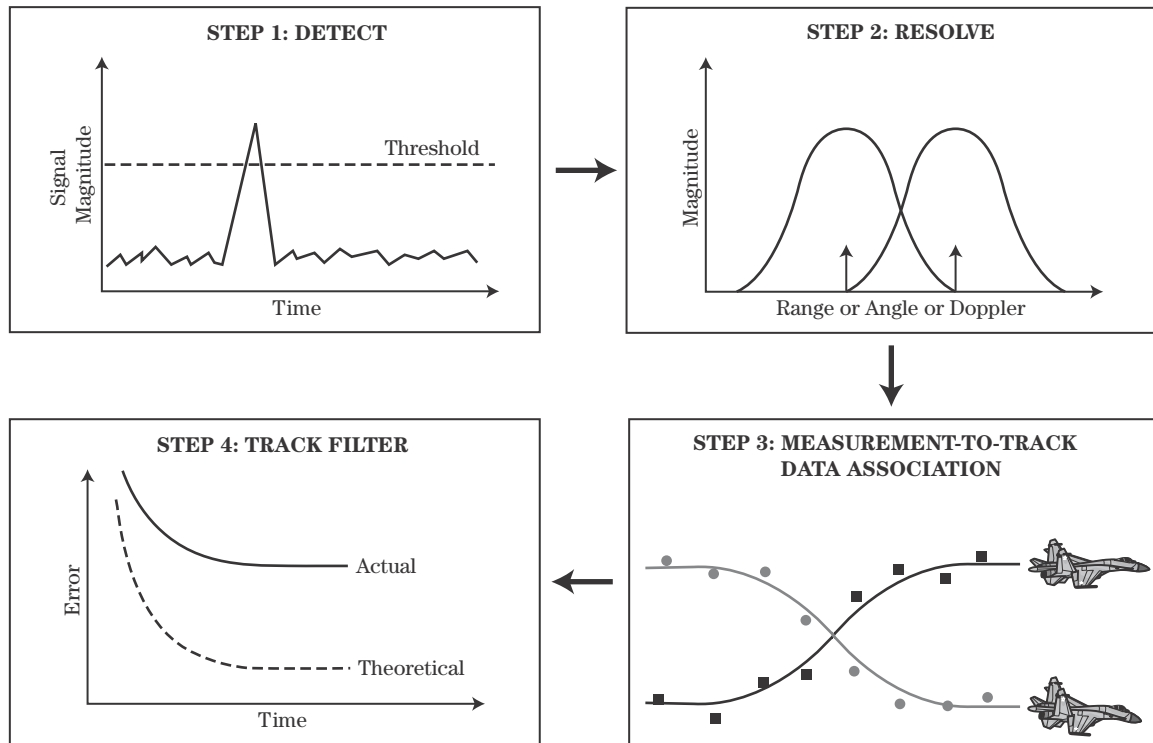 STEP 1: DETECT
Signal
Magnitude
Threshold
Time
STEP 2: RESOLVE
Magnitude
Range or Angle or Doppler
STEP 3: MEASUREMENT-TO-TRACK
DATA ASSOCIATION
STEP 4: TRACK FILTER
Error
Actual
Theoretical
Time